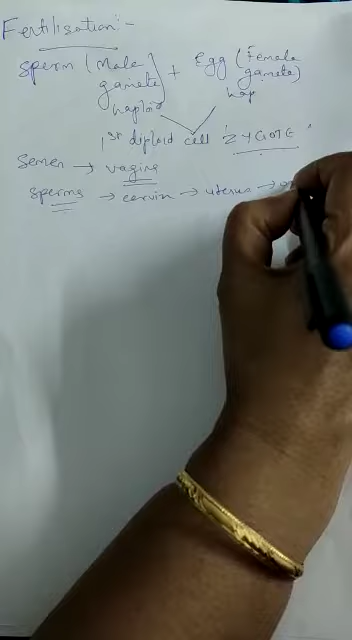 Fertilisation:-
sperm (Male gamete haploid) + Egg (Female gamete) hap
1st diploid cell 'ZYGOTE'
Semen → vagina
sperms → cervix → uterus →